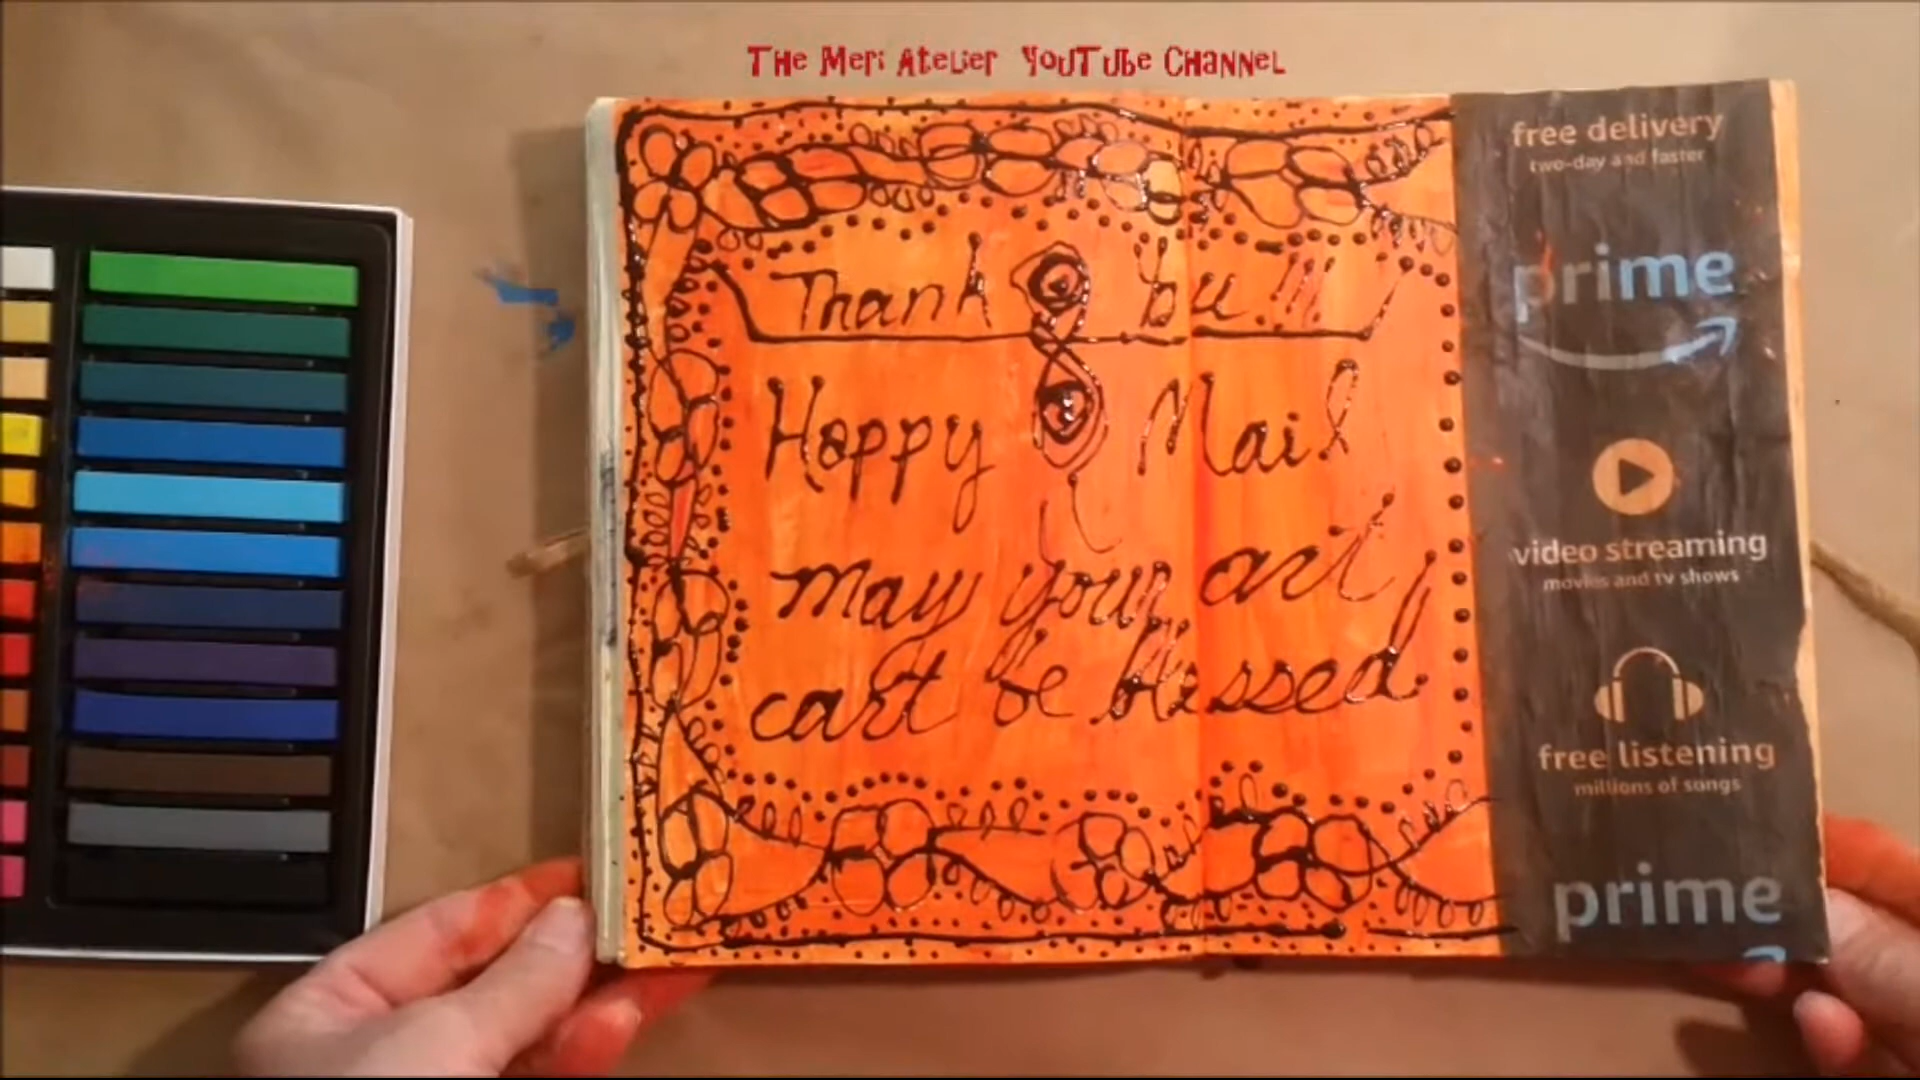 The Meri Atelier YouTube Channel
Thank You !!!
Happy Mail
may your art
cart be blessed
free delivery
two-day and faster
prime
video streaming
movies and tv shows
free listening
millions of songs
prime